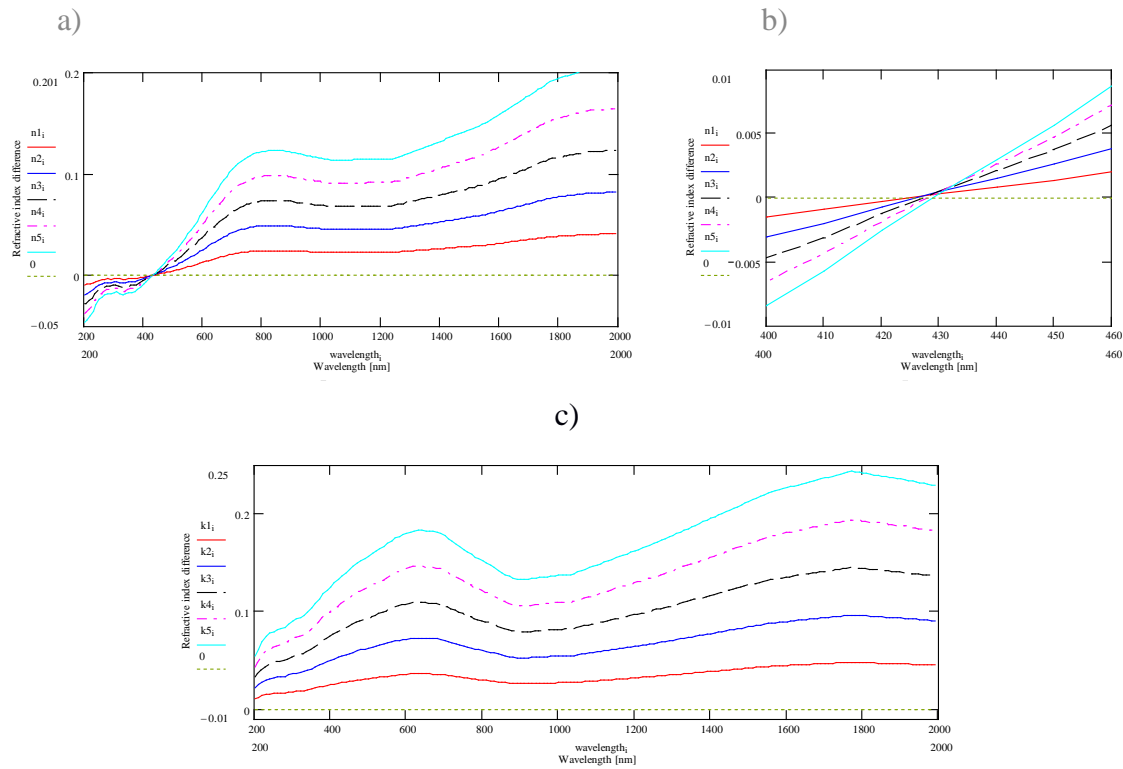 a)
0.201
0.2
0.1
0
−0.05
Refractive index difference
n1i
n2i
n3i
n4i
n5i
0
200 400 600 800 1000 1200 1400 1600 1800 2000
200 2000
wavelengthi
Wavelength [nm]
b)
0.01
0.005
0
−0.005
−0.01
Refractive index difference
n1i
n2i
n3i
n4i
n5i
0
400 410 420 430 440 450 460
400 460
wavelengthi
Wavelength [nm]
c)
0.25
0.2
0.1
0
−0.01
Refractive index difference
k1i
k2i
k3i
k4i
k5i
0
200 400 600 800 1000 1200 1400 1600 1800 2000
200 2000
wavelengthi
Wavelength [nm]